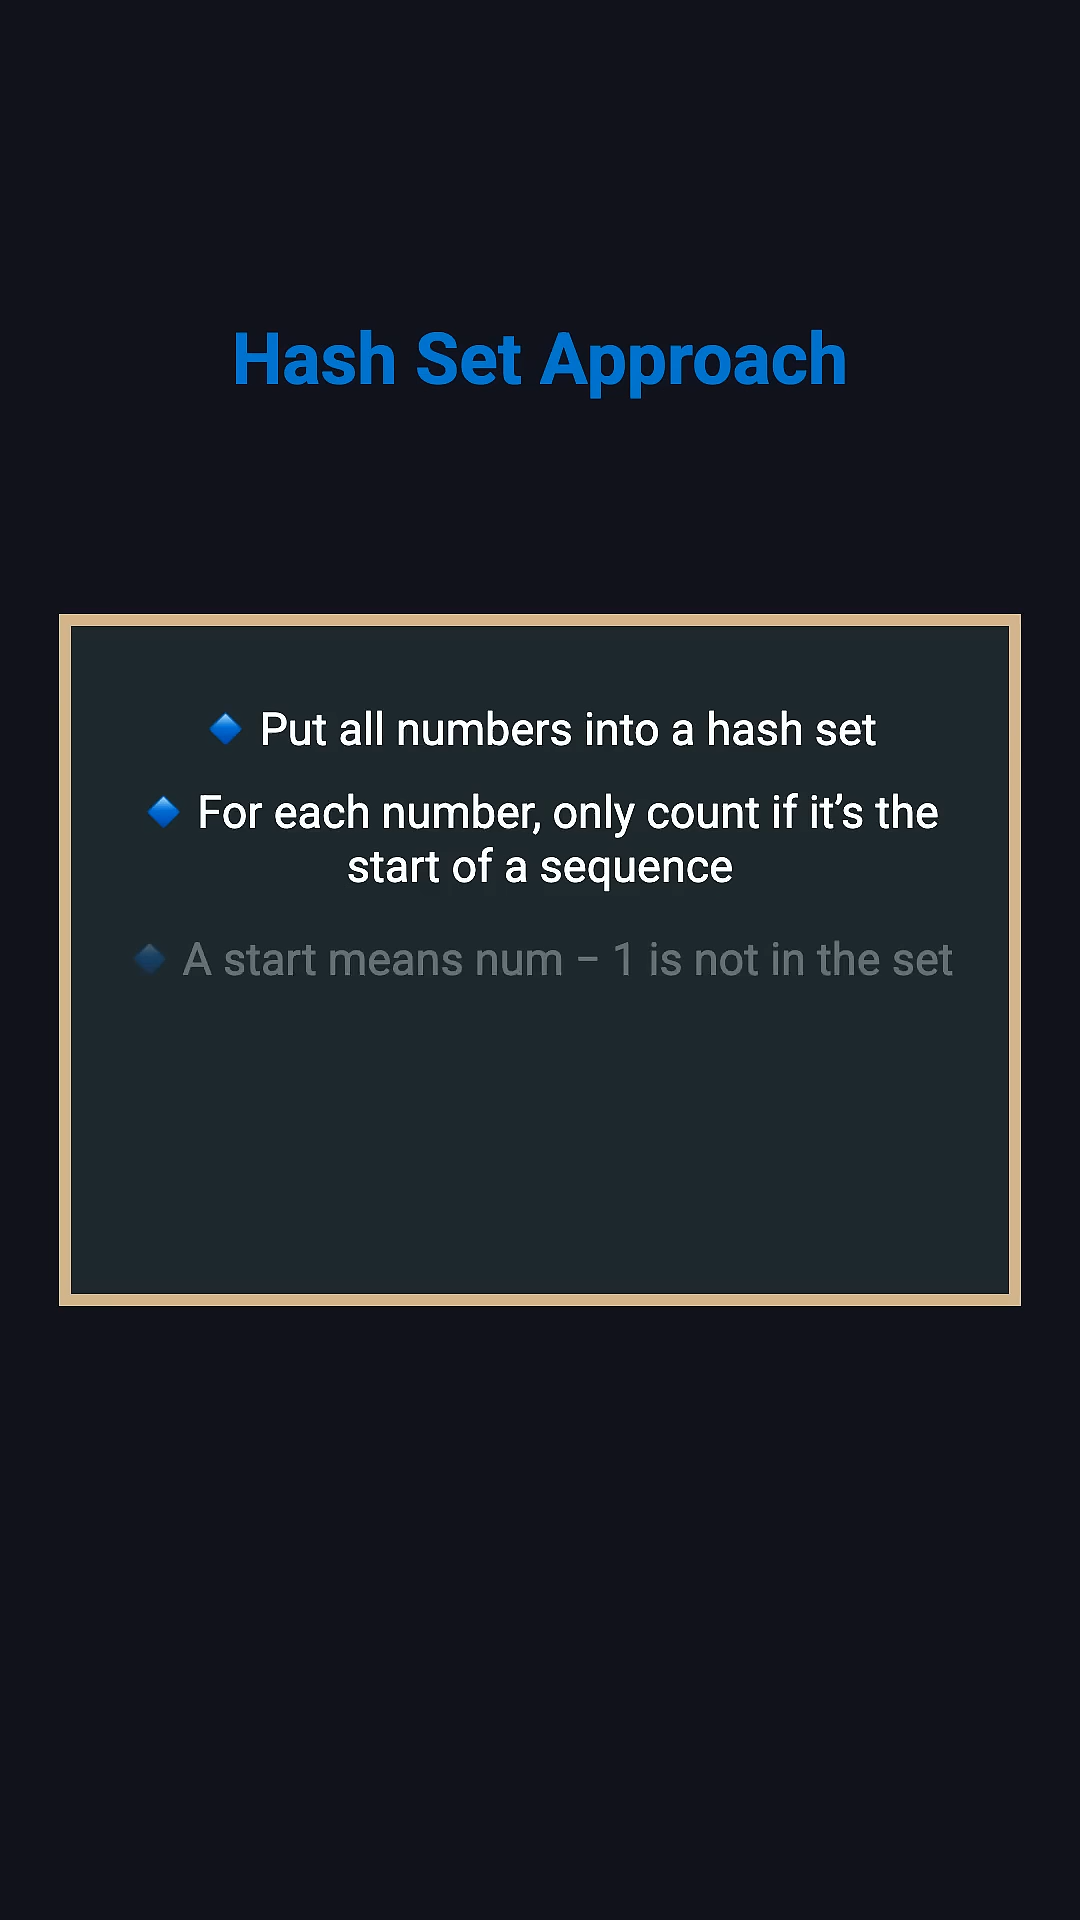 Hash Set Approach
🔹 Put all numbers into a hash set
🔹 For each number, only count if it’s the
start of a sequence
🔹 A start means num – 1 is not in the set